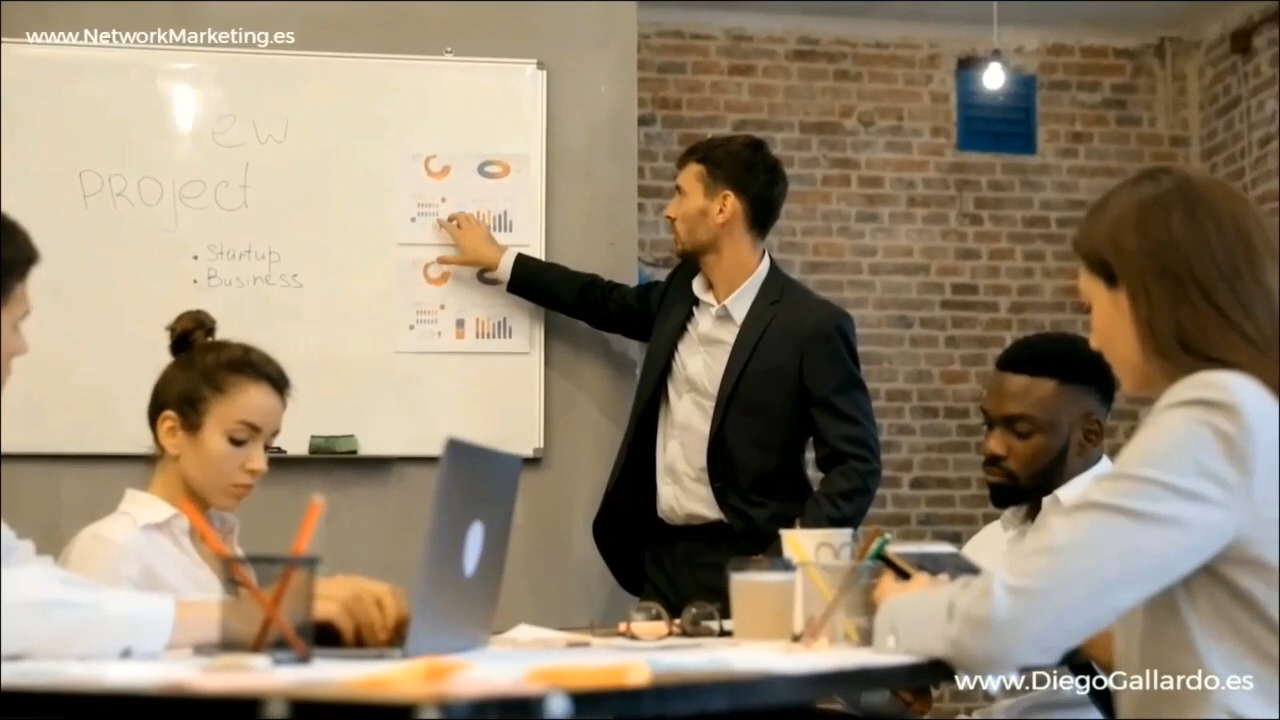 www.NetworkMarketing.es
ew
PROject
• Startup
• Business
www.DiegoGallardo.es